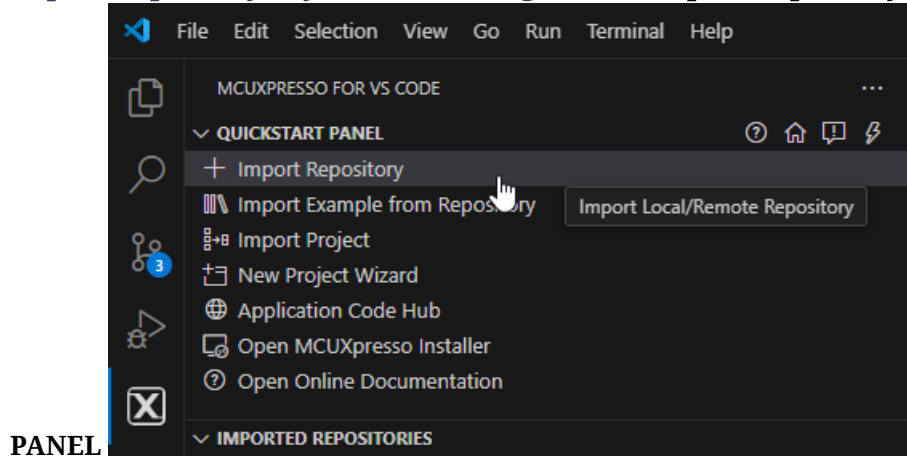 File Edit Selection View Go Run Terminal Help
MCUXPRESSO FOR VS CODE
QUICKSTART PANEL
Import Repository
Import Example from Repository
Import Local/Remote Repository
Import Project
3
New Project Wizard
Application Code Hub
Open MCUXpresso Installer
Open Online Documentation
PANEL
IMPORTED REPOSITORIES